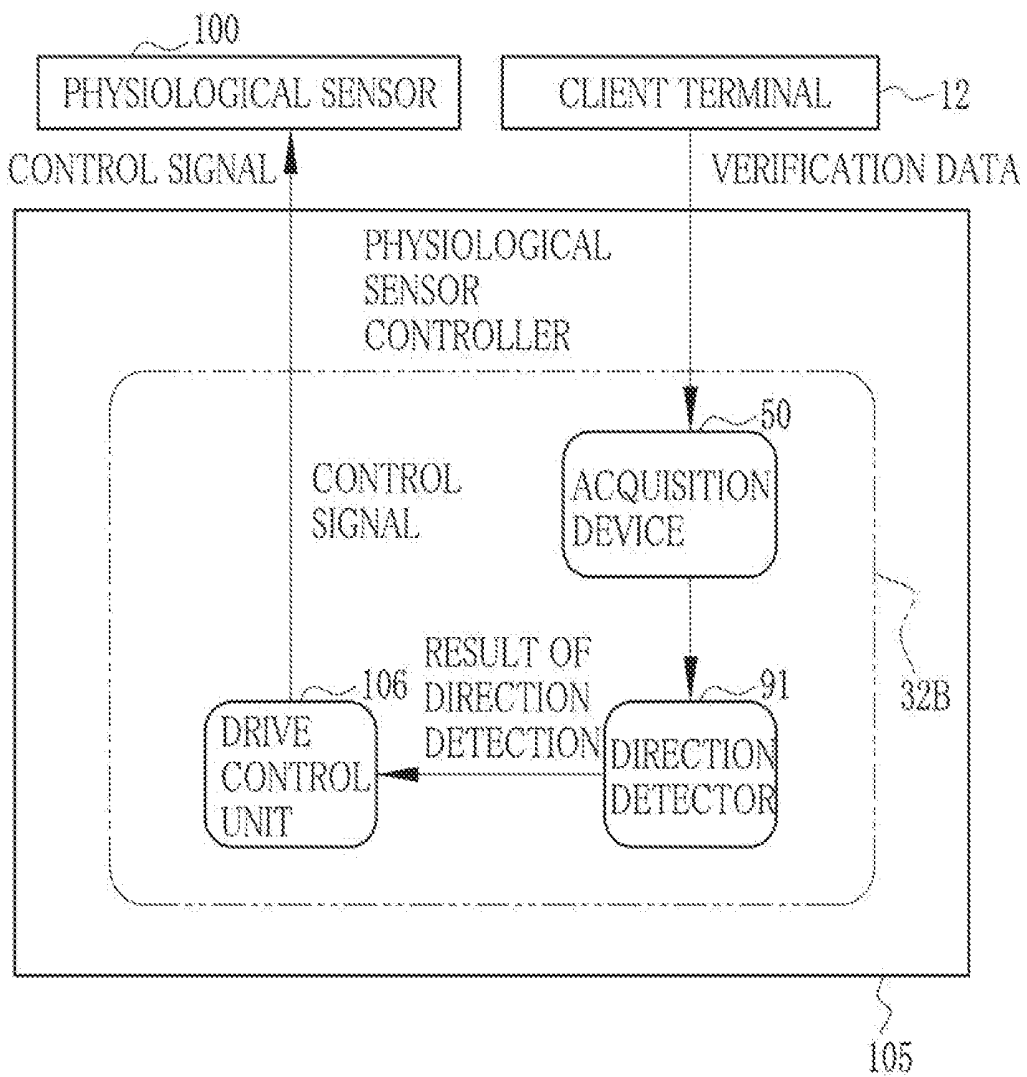 100
PHYSIOLOGICAL SENSOR
CLIENT TERMINAL
12
CONTROL SIGNAL
VERIFICATION DATA
PHYSIOLOGICAL
SENSOR
CONTROLLER
50
ACQUISITION
DEVICE
CONTROL
SIGNAL
32B
RESULT OF
DIRECTION
DETECTION
106
DRIVE
CONTROL
UNIT
91
DIRECTION
DETECTOR
105